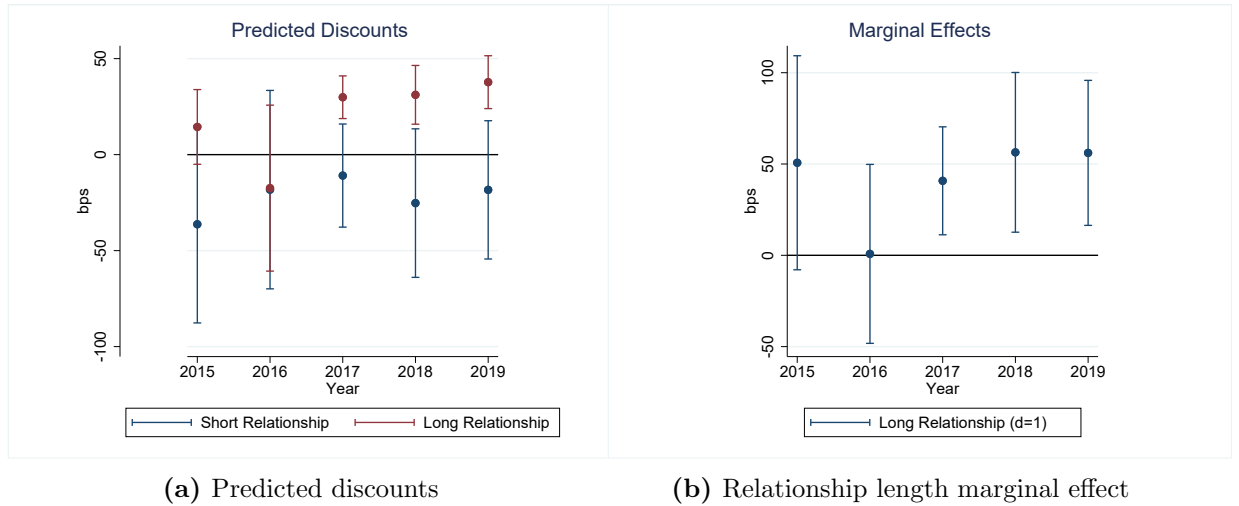 Predicted Discounts
50
0
-50
-100
bps
2015 2016 2017 2018 2019
Year
Short Relationship Long Relationship
Marginal Effects
100
50
0
-50
bps
2015 2016 2017 2018 2019
Year
Long Relationship (d=1)
(a) Predicted discounts
(b) Relationship length marginal effect